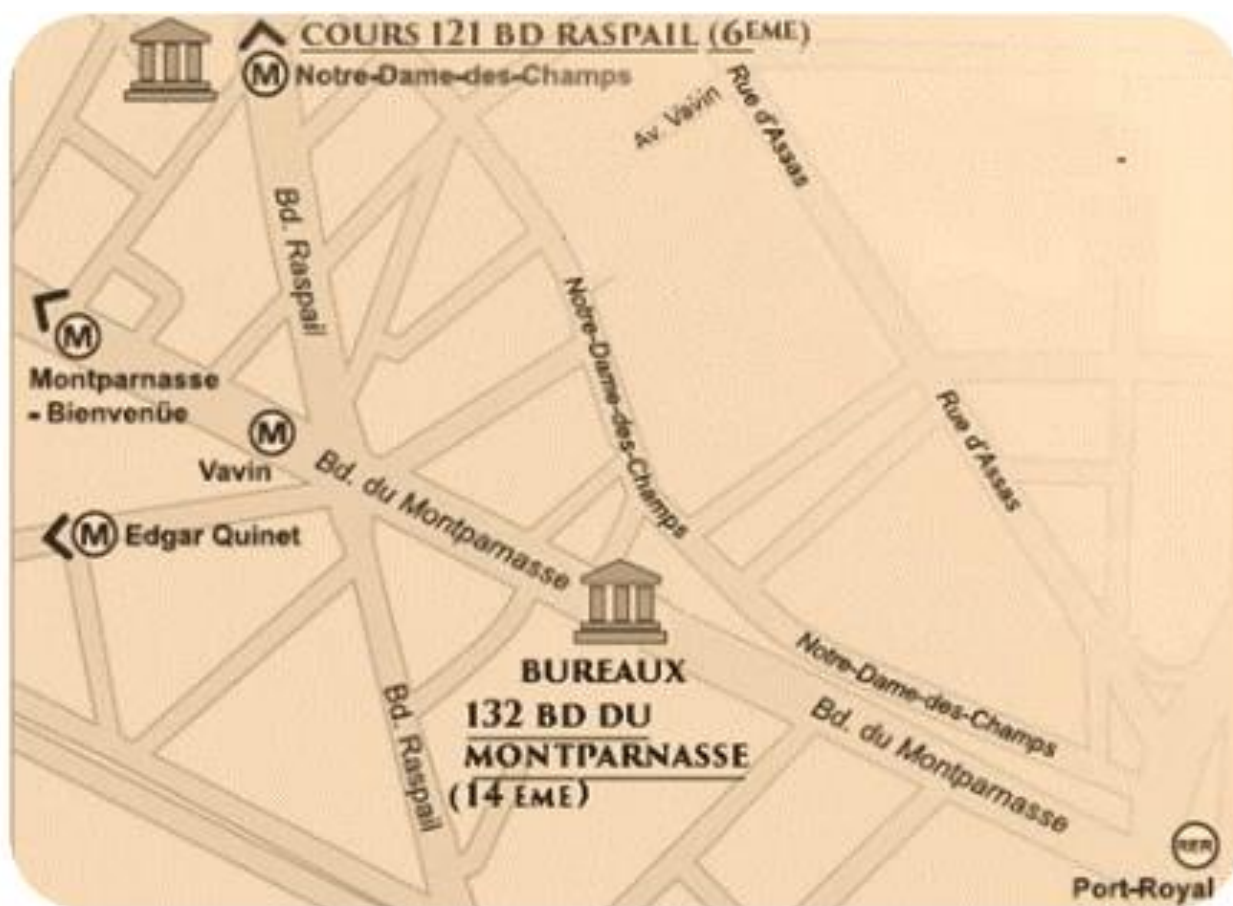 COURS 121 BD RASPAIL (6EME)
M Notre-Dame-des-Champs
Av. Vavin
Rue d'Assas
Bd. Raspail
Notre-Dame-des-Champs
M
Montparnasse
- Bienvenüe
M
Vavin
Bd. du Montparnasse
Rue d'Assas
M Edgar Quinet
BUREAUX
132 BD DU
MONTPARNASSE
(14 EME)
Bd. Raspail
Notre-Dame-des-Champs
Bd. du Montparnasse
RER
Port-Royal